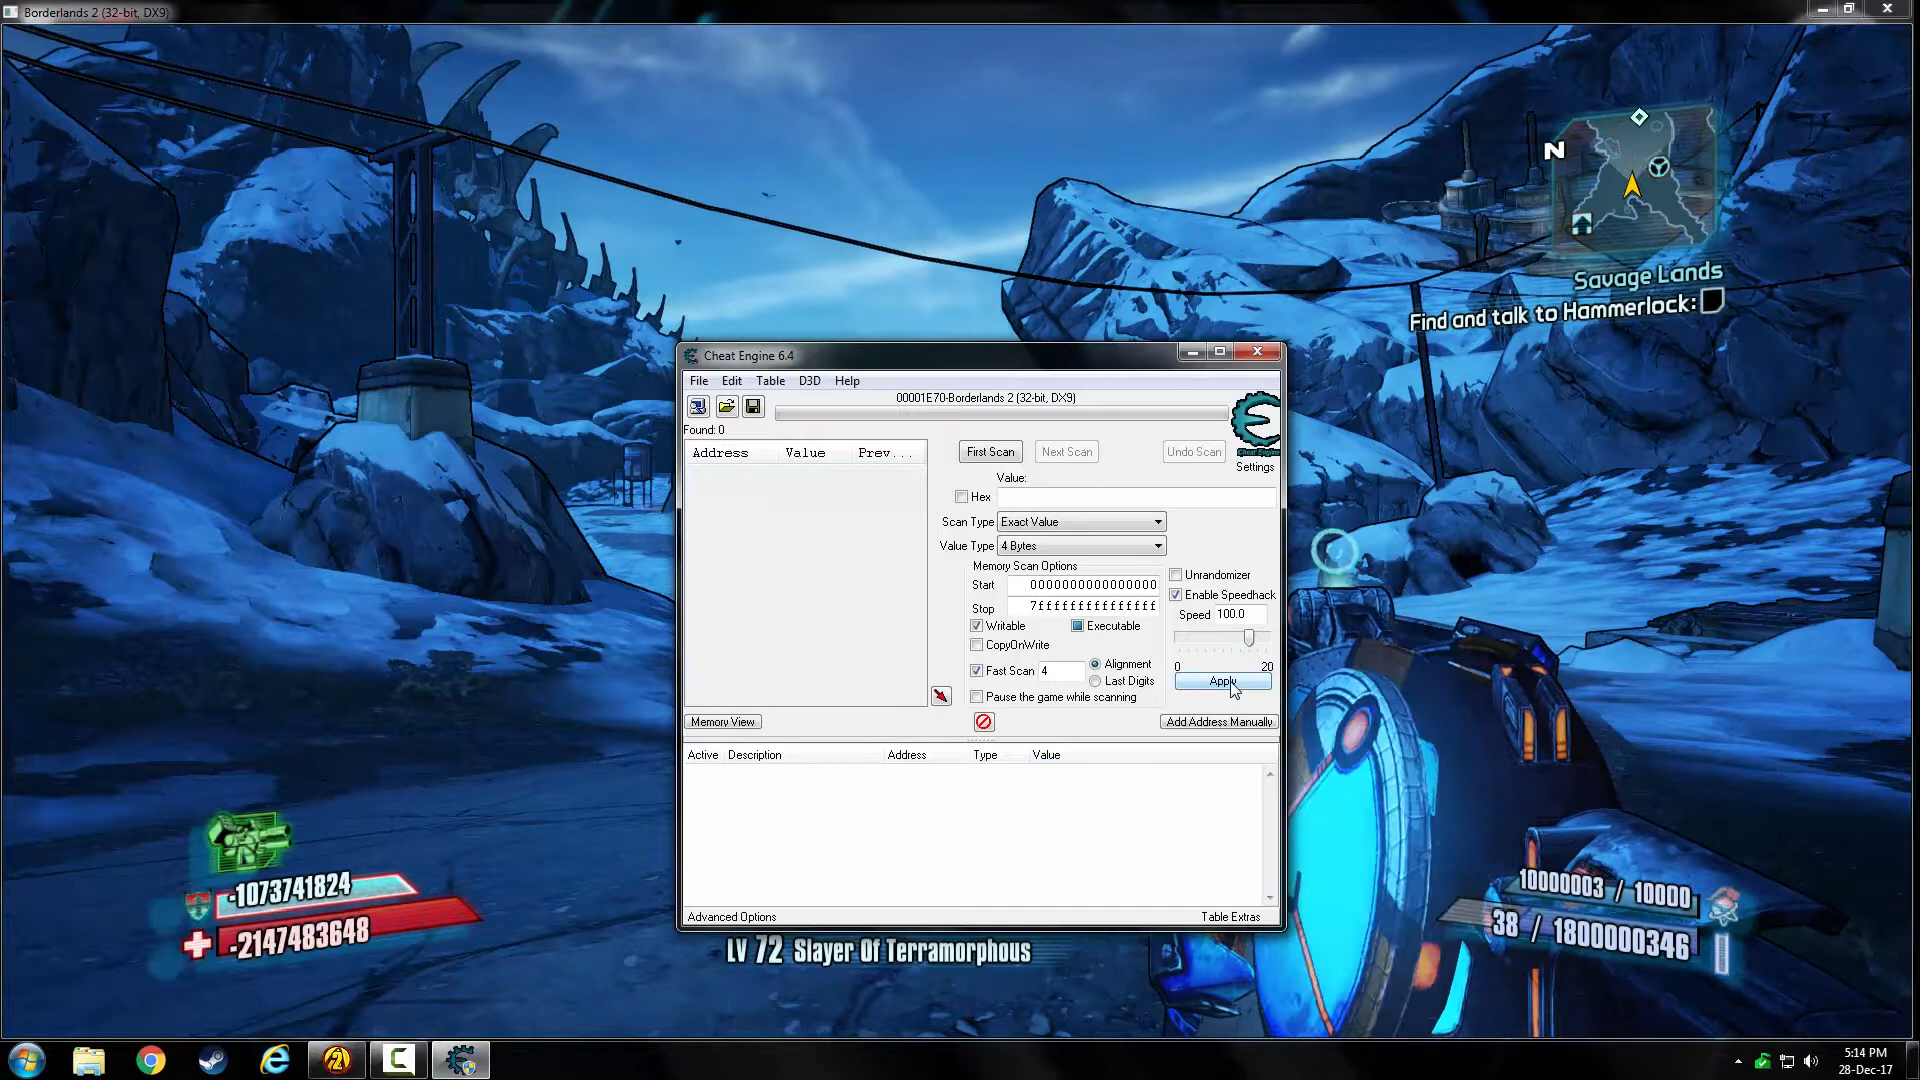 Borderlands 2 (32-bit, DX9)
N
Savage Lands
Find and talk to Hammerlock:
Cheat Engine 6.4
File Edit Table D3D Help
00001E70-Borderlands 2 (32-bit, DX9)
Found: 0
Address Value Prev...
First Scan Next Scan Undo Scan
Cheat Engine
Settings
Value:
Hex
Scan Type Exact Value
Value Type 4 Bytes
Memory Scan Options
Start 0000000000000000
Stop 7fffffffffffffff
Writable Executable
CopyOnWrite
Fast Scan 4 Alignment
Last Digits
Pause the game while scanning
Unrandomizer
Enable Speedhack
Speed 100.0
0 20
Apply
Memory View Add Address Manually
Active Description Address Type Value
Advanced Options Table Extras
-1073741824
-2147483648
LV 72 Slayer Of Terramorphous
10000003 / 10000
38 / 1800000346
5:14 PM
28-Dec-17